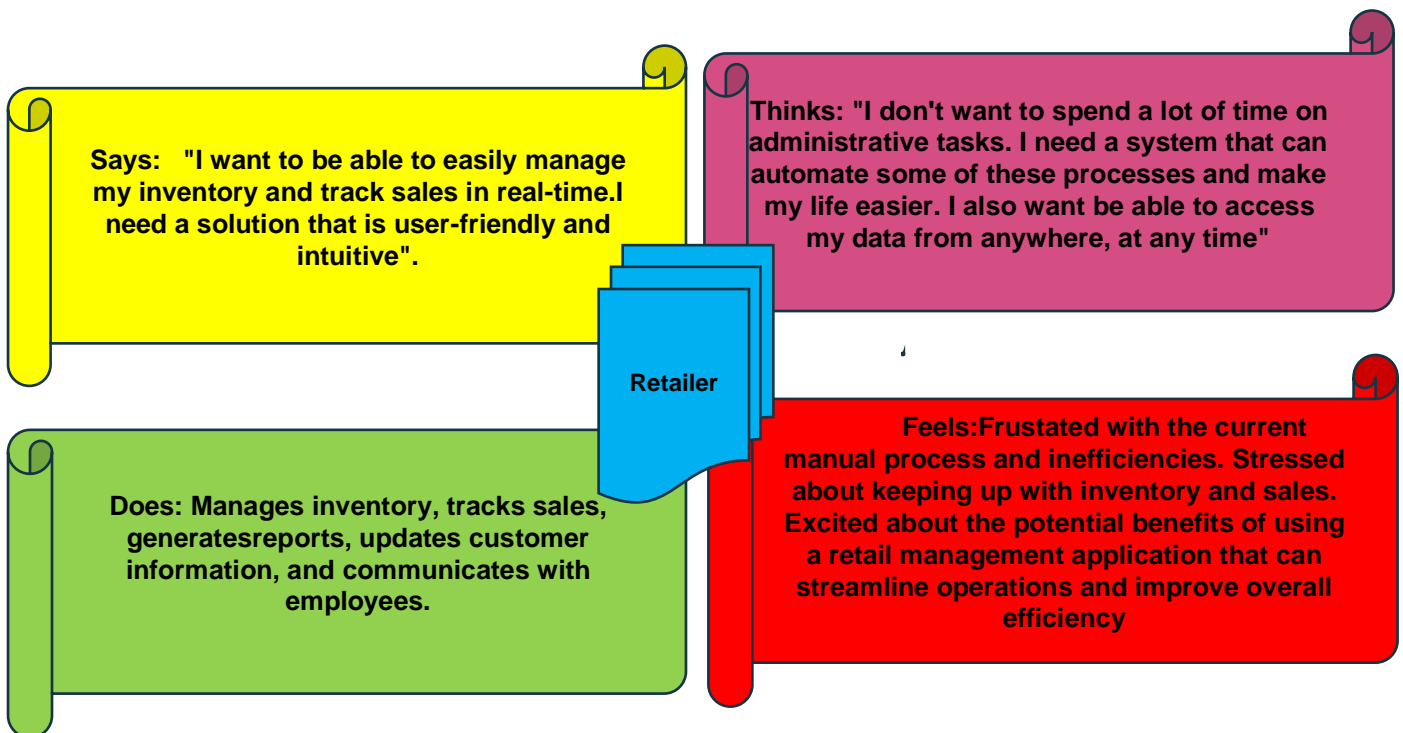 Says:   "I want to be able to easily manage
my inventory and track sales in real-time.I
need a solution that is user-friendly and
intuitive".
Thinks: "I don't want to spend a lot of time on
administrative tasks. I need a system that can
automate some of these processes and make
my life easier. I also want be able to access
my data from anywhere, at any time"
Retailer
Does: Manages inventory, tracks sales,
generatesreports, updates customer
information, and communicates with
employees.
Feels:Frustated with the current
manual process and inefficiencies. Stressed
about keeping up with inventory and sales.
Excited about the potential benefits of using
a retail management application that can
streamline operations and improve overall
efficiency